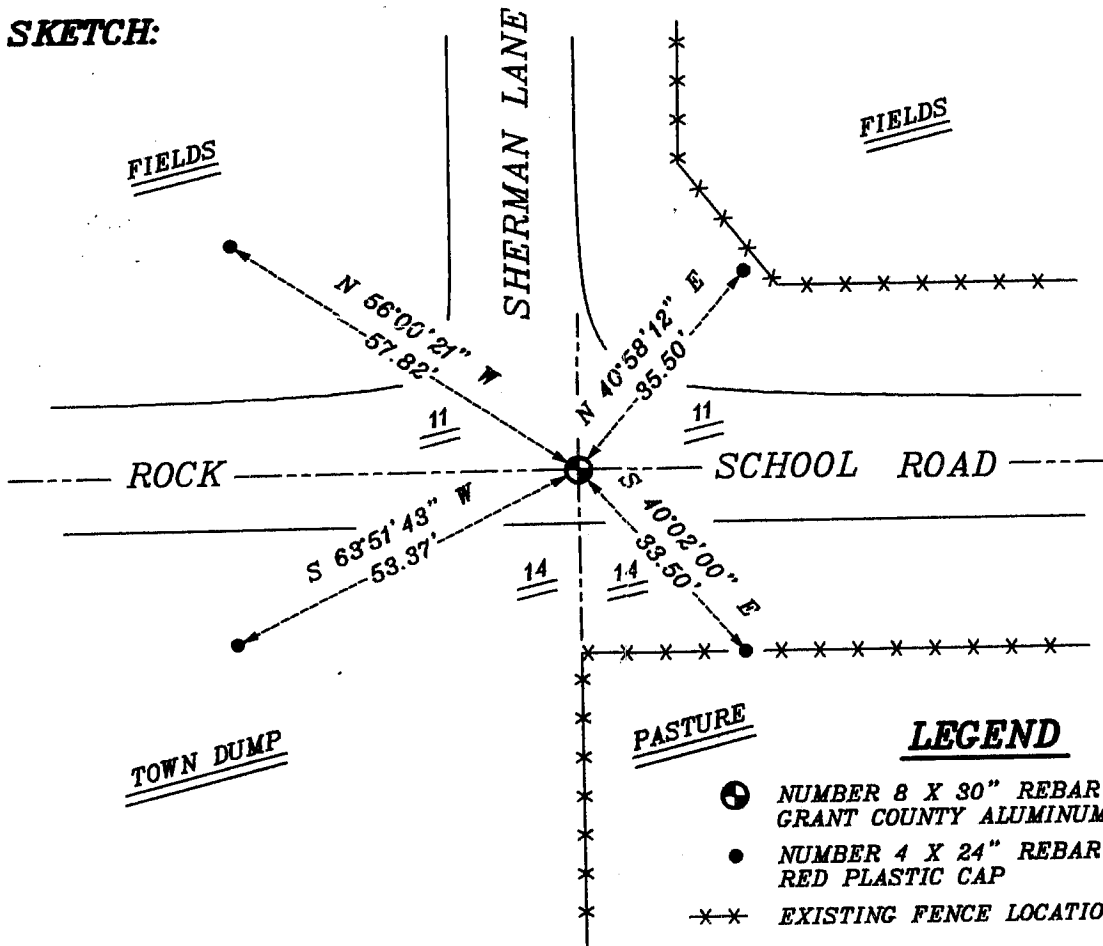 SKETCH:
SHERMAN LANE
FIELDS
FIELDS
N 56°00'21" W
57.82'
N 40°58'12" E
35.50'
11
11
ROCK
SCHOOL ROAD
S 63°51'43" W
53.37'
S 40°02'00" E
33.50'
14
14
TOWN DUMP
PASTURE
LEGEND
NUMBER 8 X 30" REBAR
GRANT COUNTY ALUMINUM
NUMBER 4 X 24" REBAR
RED PLASTIC CAP
EXISTING FENCE LOCATIO